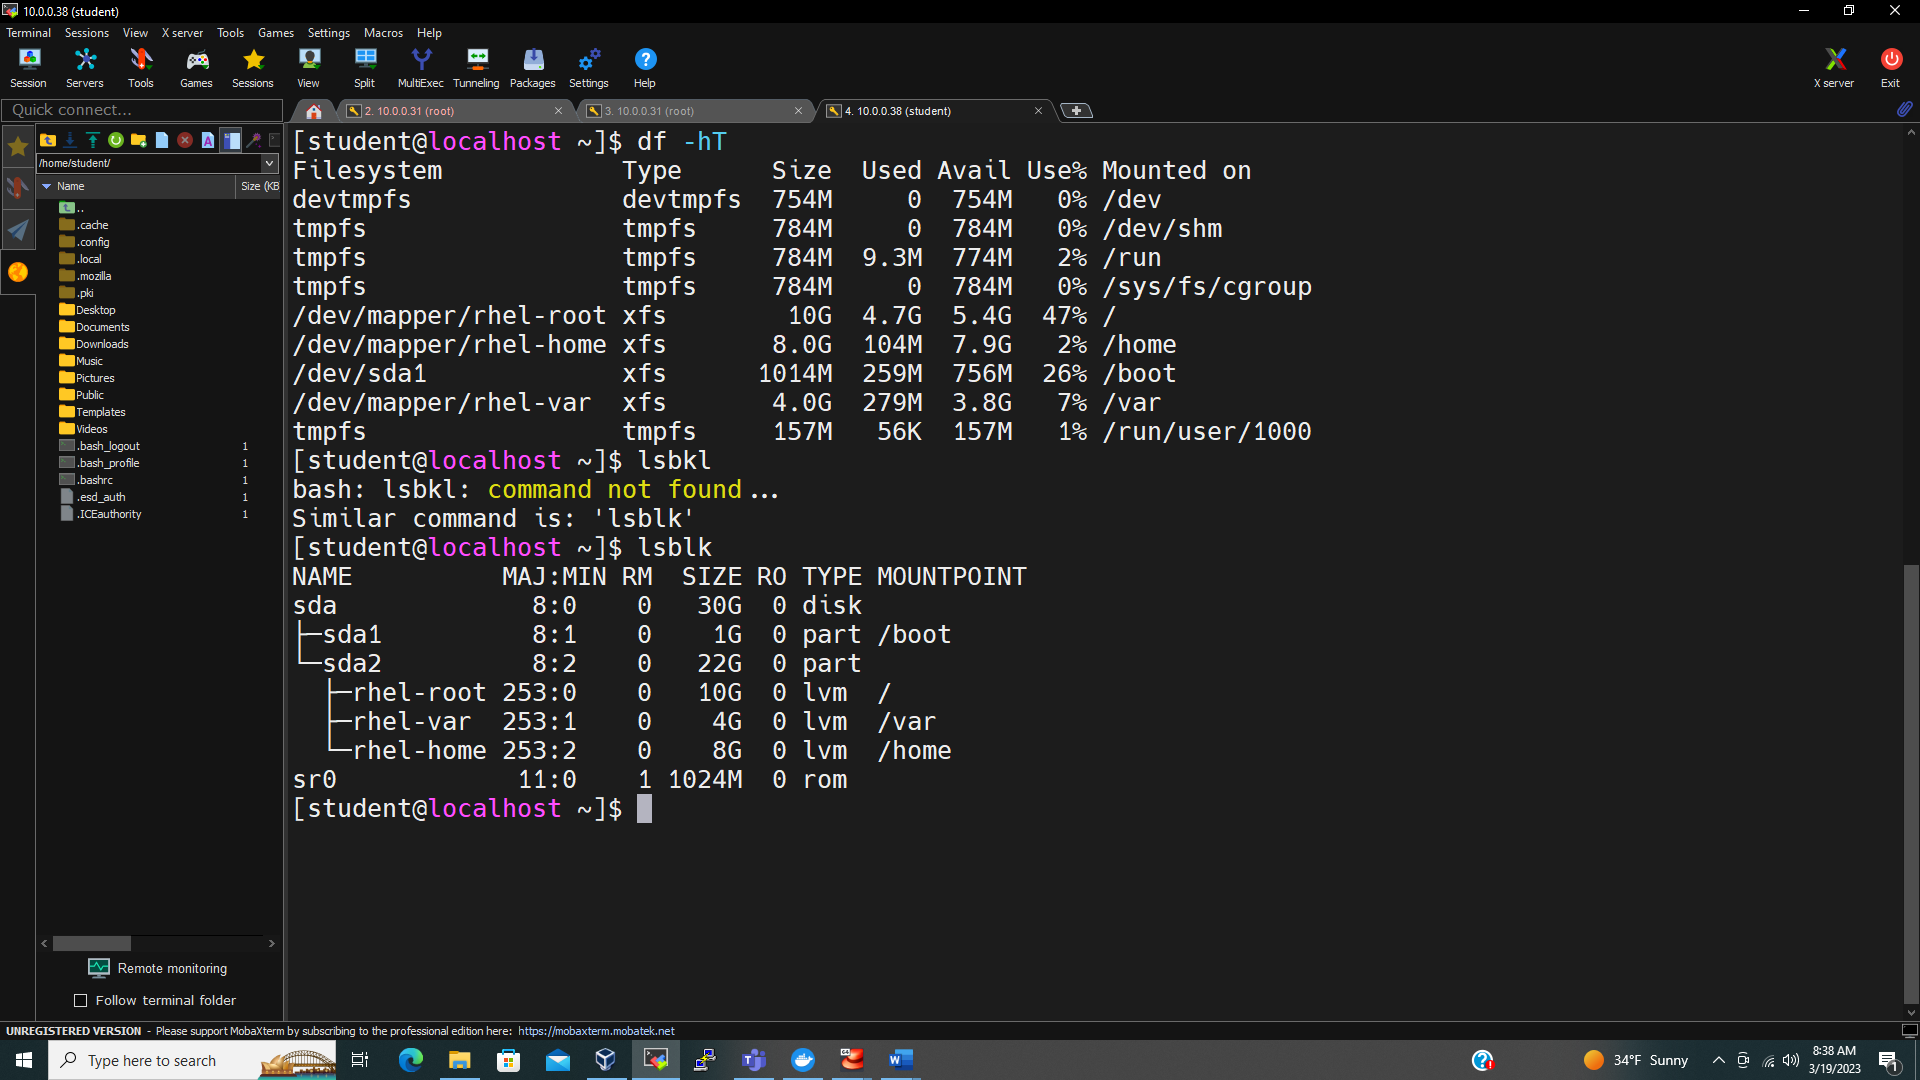 10.0.0.38 (student)
Terminal Sessions View X server Tools Games Settings Macros Help
Session Servers Tools Games Sessions View Split MultiExec Tunneling Packages Settings Help X server Exit
Quick connect...
2. 10.0.0.31 (root)
3. 10.0.0.31 (root)
4. 10.0.0.38 (student)
/home/student/
Name Size (KB
..
.cache
.config
.local
.mozilla
.pki
Desktop
Documents
Downloads
Music
Pictures
Public
Templates
Videos
.bash_logout 1
.bash_profile 1
.bashrc 1
.esd_auth 1
.ICEauthority 1
Remote monitoring
Follow terminal folder
[student@localhost ~]$ df -hT
Filesystem            Type      Size  Used Avail Use% Mounted on
devtmpfs              devtmpfs  754M     0  754M   0% /dev
tmpfs                 tmpfs     784M     0  784M   0% /dev/shm
tmpfs                 tmpfs     784M  9.3M  774M   2% /run
tmpfs                 tmpfs     784M     0  784M   0% /sys/fs/cgroup
/dev/mapper/rhel-root xfs        10G  4.7G  5.4G  47% /
/dev/mapper/rhel-home xfs       8.0G  104M  7.9G   2% /home
/dev/sda1             xfs      1014M  259M  756M  26% /boot
/dev/mapper/rhel-var  xfs       4.0G  279M  3.8G   7% /var
tmpfs                 tmpfs     157M   56K  157M   1% /run/user/1000
[student@localhost ~]$ lsbkl
bash: lsbkl: command not found...
Similar command is: 'lsblk'
[student@localhost ~]$ lsblk
NAME          MAJ:MIN RM  SIZE RO TYPE MOUNTPOINT
sda             8:0    0   30G  0 disk
├─sda1          8:1    0    1G  0 part /boot
└─sda2          8:2    0   22G  0 part
  ├─rhel-root 253:0    0   10G  0 lvm  /
  ├─rhel-var  253:1    0    4G  0 lvm  /var
  └─rhel-home 253:2    0    8G  0 lvm  /home
sr0            11:0    1 1024M  0 rom
[student@localhost ~]$
UNREGISTERED VERSION - Please support MobaXterm by subscribing to the professional edition here: https://mobaxterm.mobatek.net
Type here to search
34°F Sunny
8:38 AM
3/19/2023
1